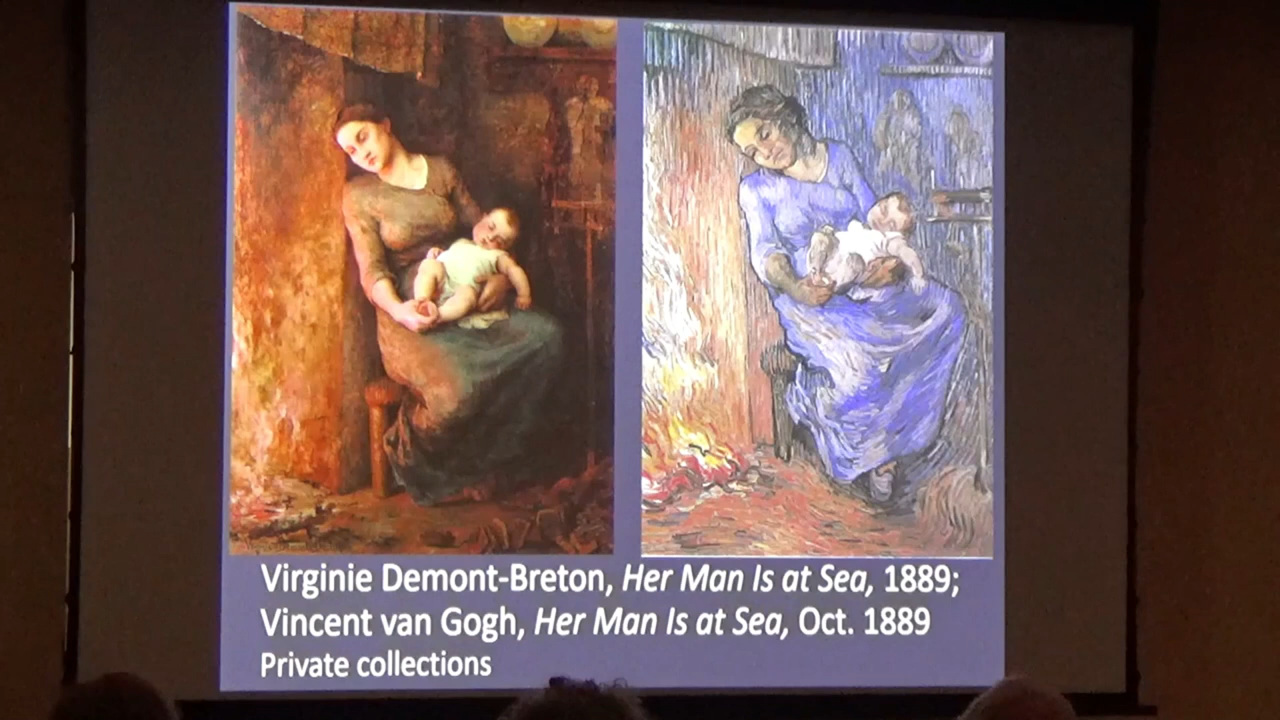 Virginie Demont-Breton, Her Man Is at Sea, 1889;
Vincent van Gogh, Her Man Is at Sea, Oct. 1889
Private collections